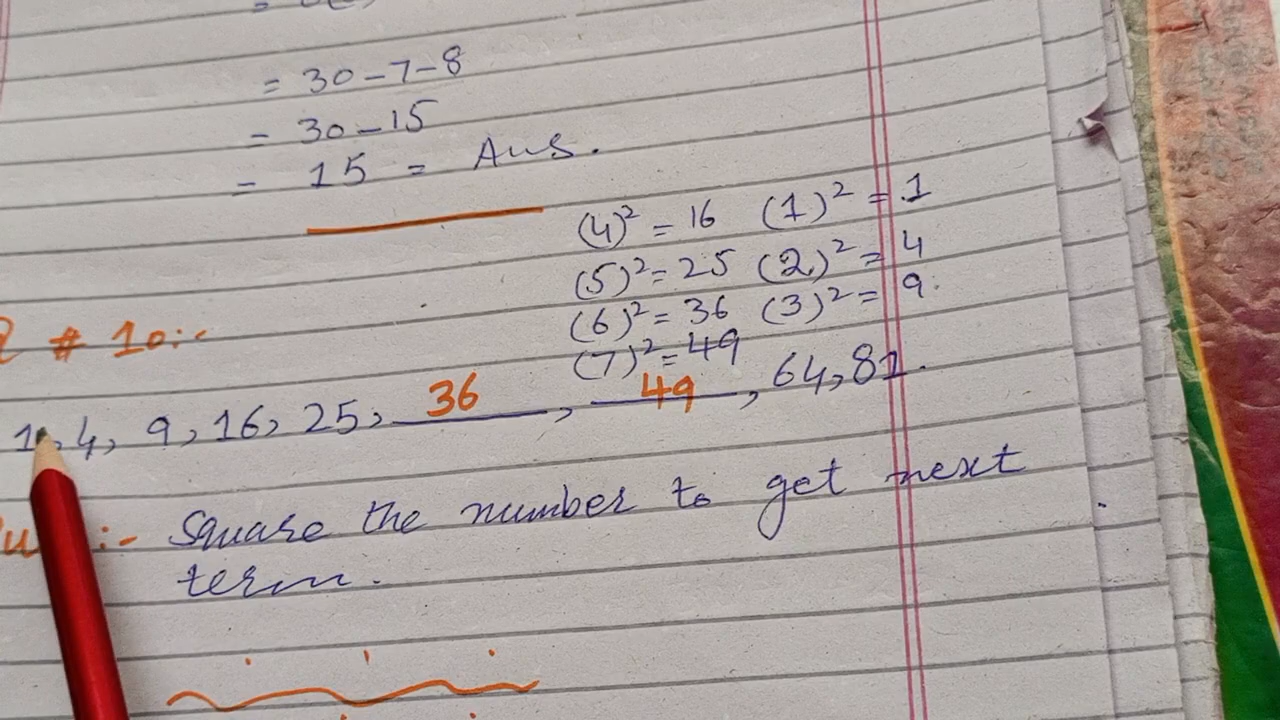 = 30-7-8
= 30-15
- 15 = Ans.
(4)² = 16 (1)² = 1
(5)² = 25 (2)² = 4
(6)² = 36 (3)² = 9.
(7)² = 49
# 10:-
1, 4, 9, 16, 25, 36, 49, 64, 81.
:- Square the number to get next
term.